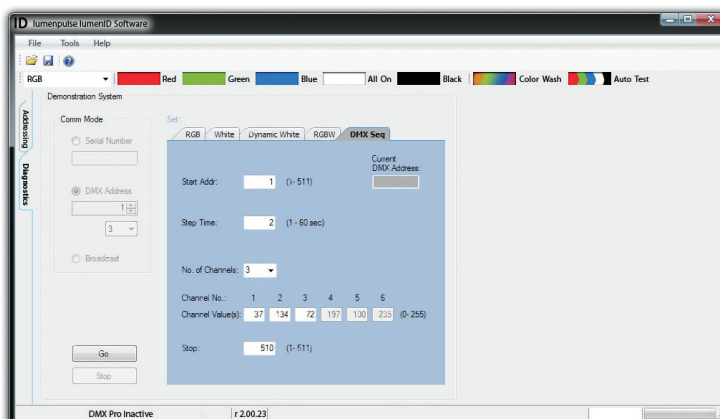 ID lumenpulse lumenID Software
File Tools Help
RGB Red Green Blue All On Black Color Wash Auto Test
Addressing
Diagnostics
Demonstration System
Comm Mode
Serial Number
DMX Address
1
3
Broadcast
Go
Stop
Set:
RGB White Dynamic White RGBW DMX Seq
Current
DMX Address:
Start Addr: 1 (1- 511)
Step Time: 2 (1 - 60 sec)
No. of Channels: 3
Channel No.: 1 2 3 4 5 6
Channel Value(s): 37 134 72 197 100 235 (0- 255)
Stop: 510 (1- 511)
DMX Pro Inactive r 2.00.23